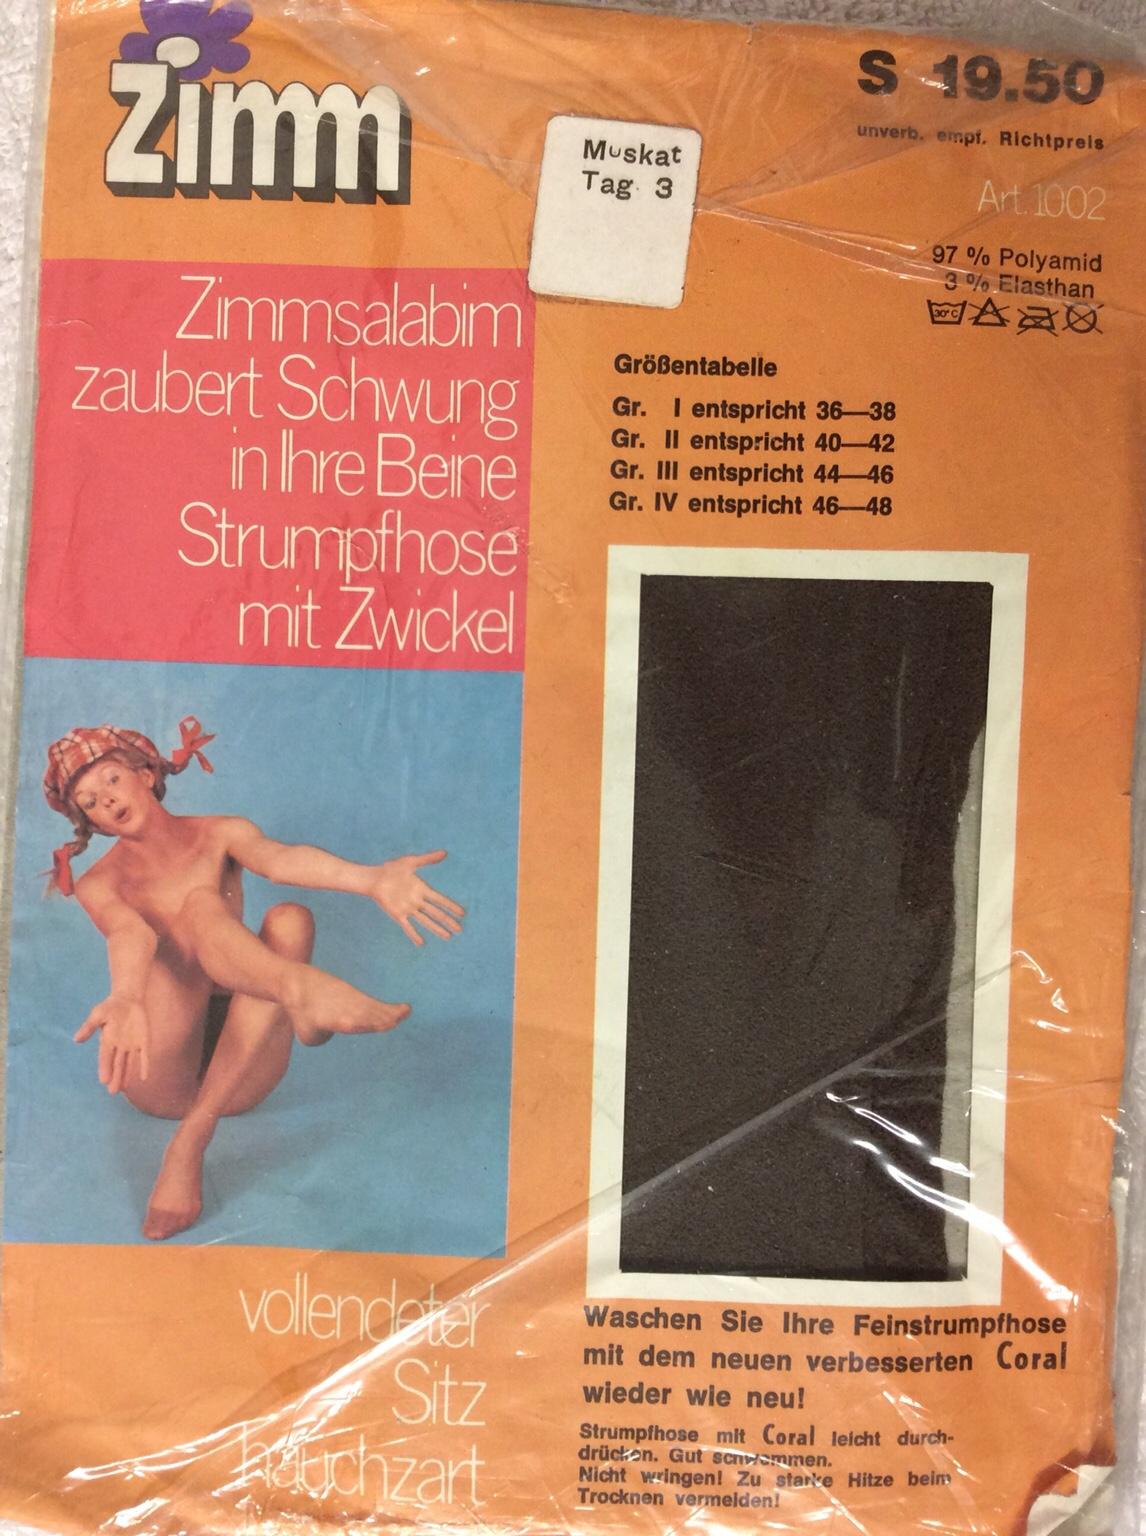 Zimm
S 19.50
unverb. empf. Richtpreis
Muskat
Tag 3
Art. 1002
97 % Polyamid
3 % Elasthan
30°C
Zimmsalabim
zaubert Schwung
in Ihre Beine
Strumpfhose
mit Zwickel
Größentabelle
Gr. I entspricht 36—38
Gr. II entspricht 40—42
Gr. III entspricht 44—46
Gr. IV entspricht 46—48
vollendeter
Sitz
hauchzart
Waschen Sie Ihre Feinstrumpfhose
mit dem neuen verbesserten Coral
wieder wie neu!
Strumpfhose mit Coral leicht durch-
drücken. Gut schwemmen.
Nicht wringen! Zu starke Hitze beim
Trocknen vermeiden!